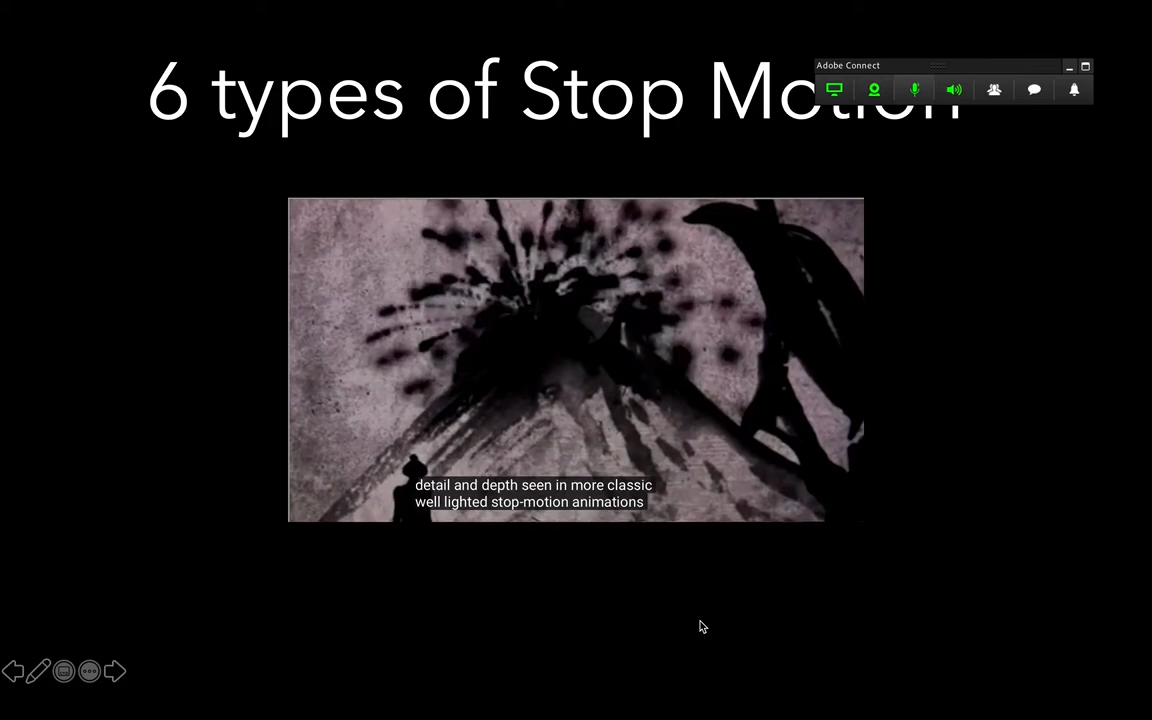 6 types of Stop Motion
Adobe Connect
detail and depth seen in more classic
well lighted stop-motion animations